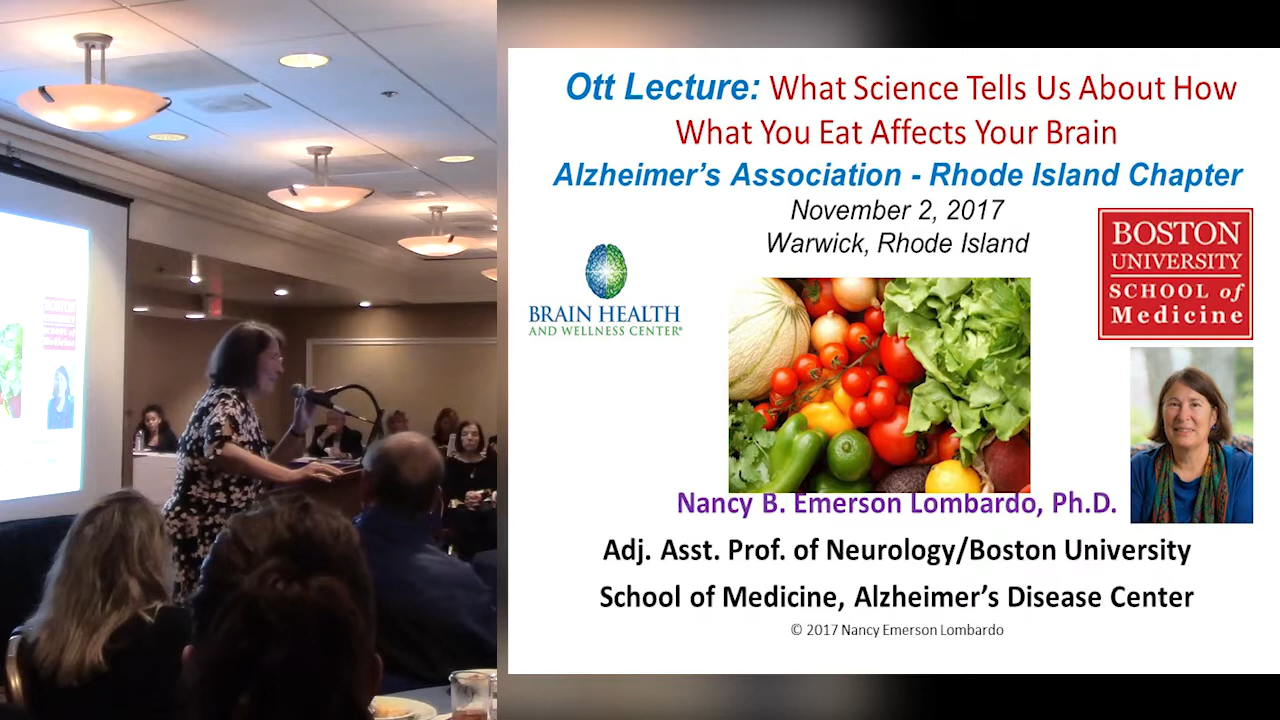 Ott Lecture: What Science Tells Us About How
What You Eat Affects Your Brain
Alzheimer's Association - Rhode Island Chapter
November 2, 2017
Warwick, Rhode Island
BRAIN HEALTH
AND WELLNESS CENTER®
BOSTON
UNIVERSITY
SCHOOL of
Medicine
Nancy B. Emerson Lombardo, Ph.D.
Adj. Asst. Prof. of Neurology/Boston University
School of Medicine, Alzheimer's Disease Center
© 2017 Nancy Emerson Lombardo